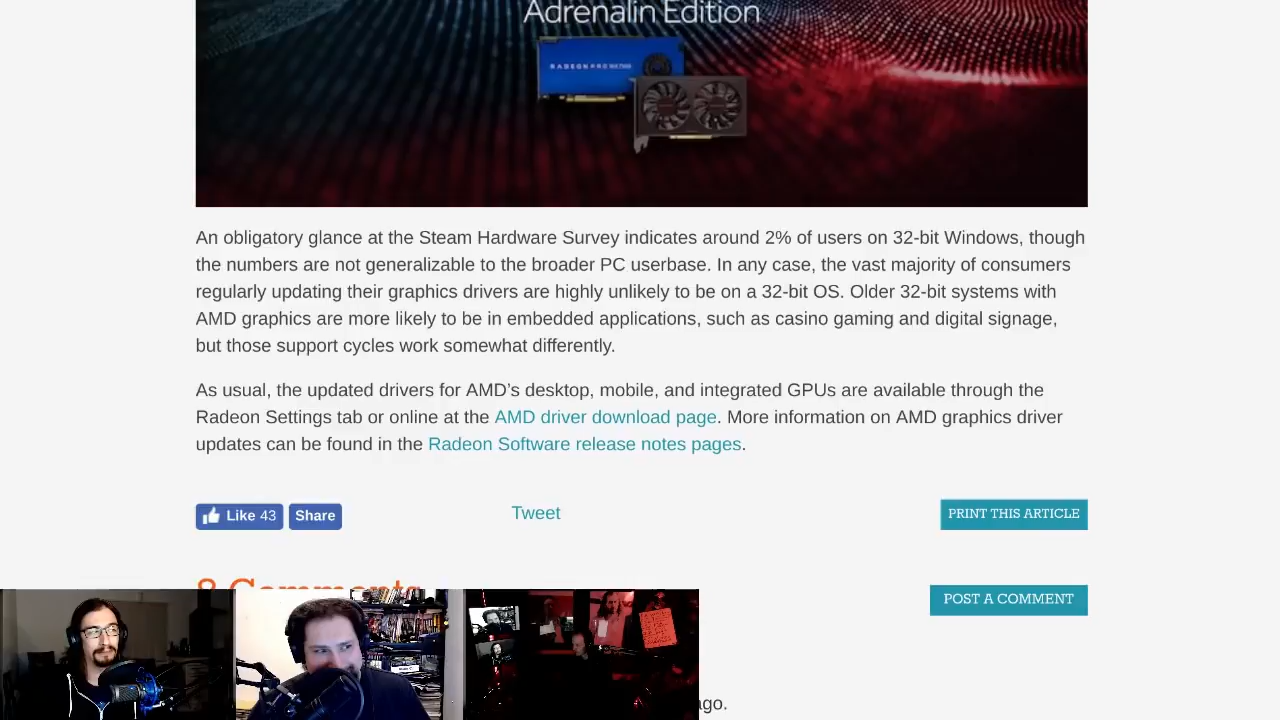 Adrenalin Edition
RADEON PRO WX 7100
An obligatory glance at the Steam Hardware Survey indicates around 2% of users on 32-bit Windows, though
the numbers are not generalizable to the broader PC userbase. In any case, the vast majority of consumers
regularly updating their graphics drivers are highly unlikely to be on a 32-bit OS. Older 32-bit systems with
AMD graphics are more likely to be in embedded applications, such as casino gaming and digital signage,
but those support cycles work somewhat differently.
As usual, the updated drivers for AMD’s desktop, mobile, and integrated GPUs are available through the
Radeon Settings tab or online at the AMD driver download page. More information on AMD graphics driver
updates can be found in the Radeon Software release notes pages.
Like 43 Share
Tweet
PRINT THIS ARTICLE
8 Comments
POST A COMMENT
ago.